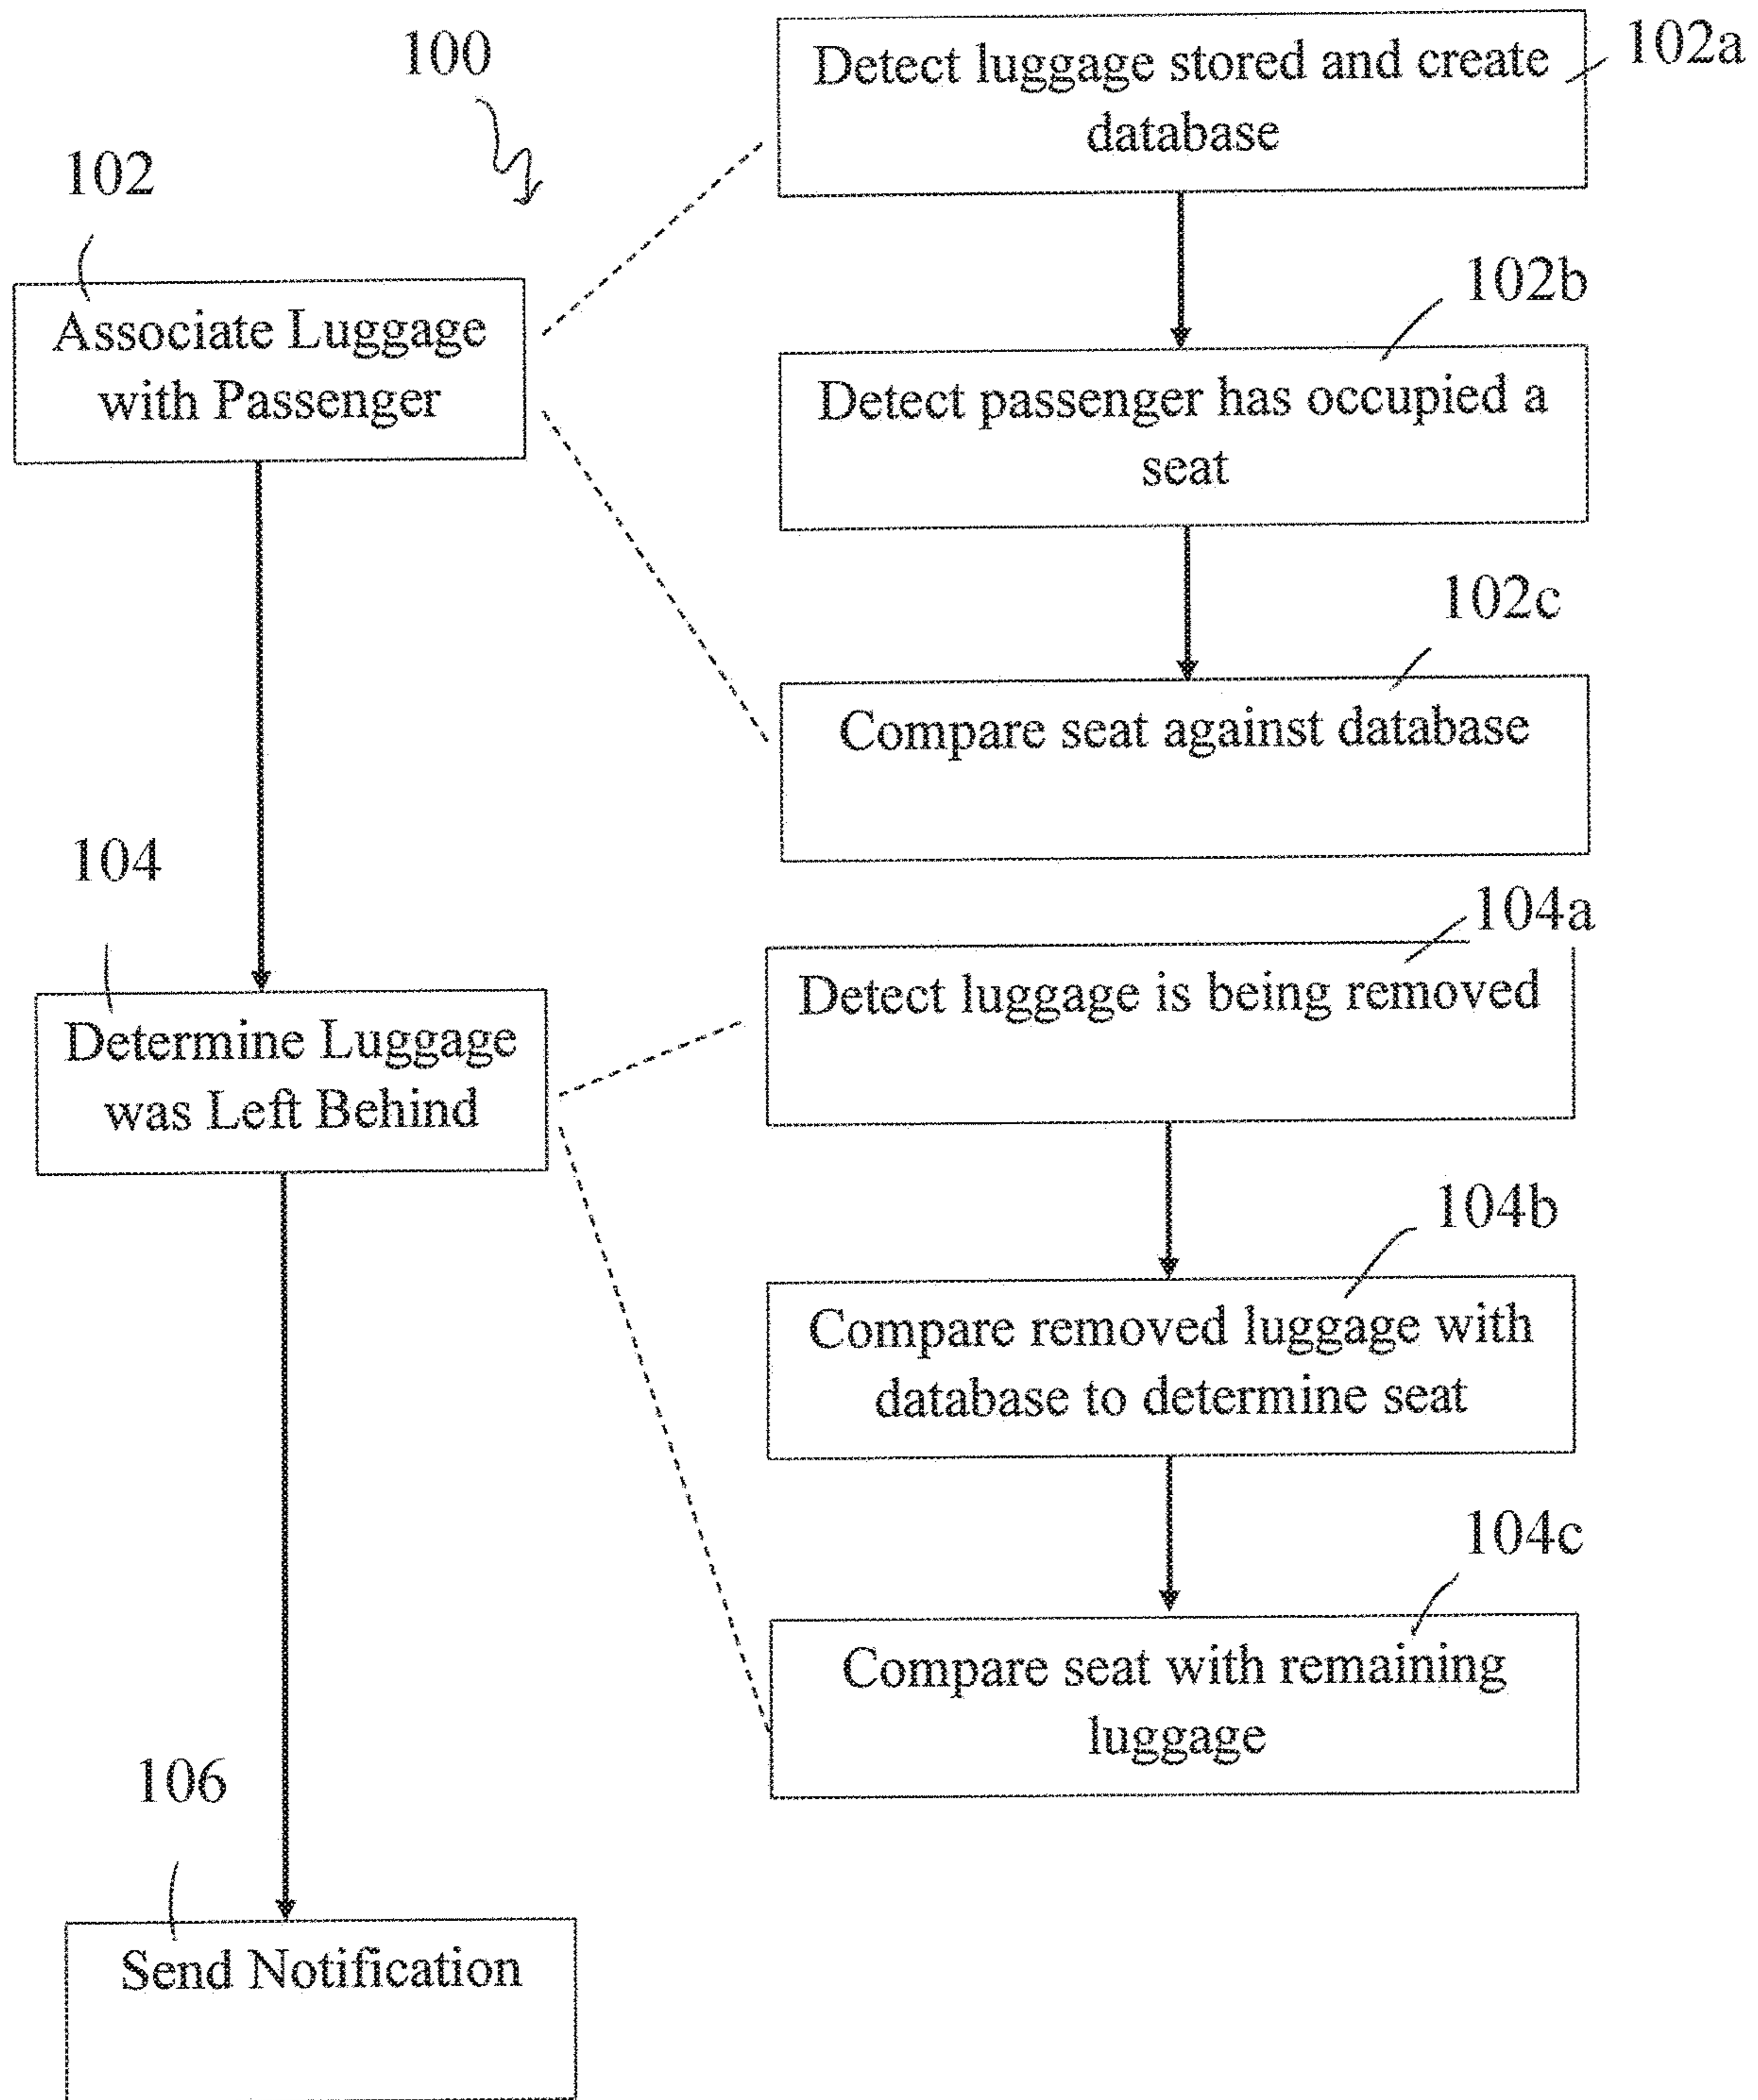 100
102
Associate Luggage
with Passenger
102a
Detect luggage stored and create
database
102b
Detect passenger has occupied a
seat
102c
Compare seat against database
104
Determine Luggage
was Left Behind
104a
Detect luggage is being removed
104b
Compare removed luggage with
database to determine seat
104c
Compare seat with remaining
luggage
106
Send Notification